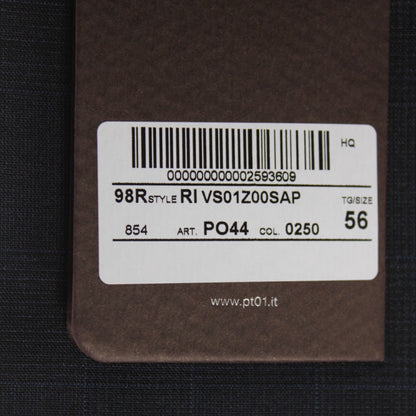 HQ
000000000002593609
98R STYLE RI VS01Z00SAP TG/SIZE
854 ART. PO44 COL. 0250 56
www.pt01.it